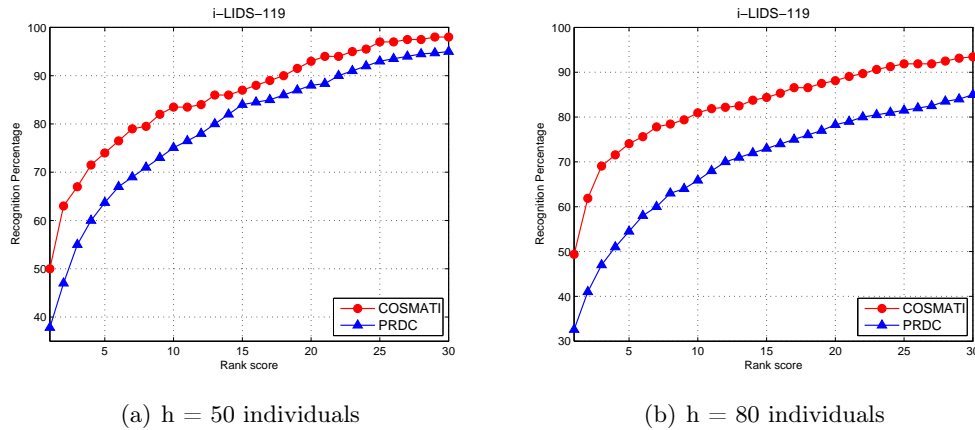 i-LIDS-119
Recognition Percentage
100
90
80
70
60
50
40
5
10
15
20
25
30
Rank score
COSMATI
PRDC
(a) h = 50 individuals
i-LIDS-119
Recognition Percentage
100
90
80
70
60
50
40
30
5
10
15
20
25
30
Rank score
COSMATI
PRDC
(b) h = 80 individuals